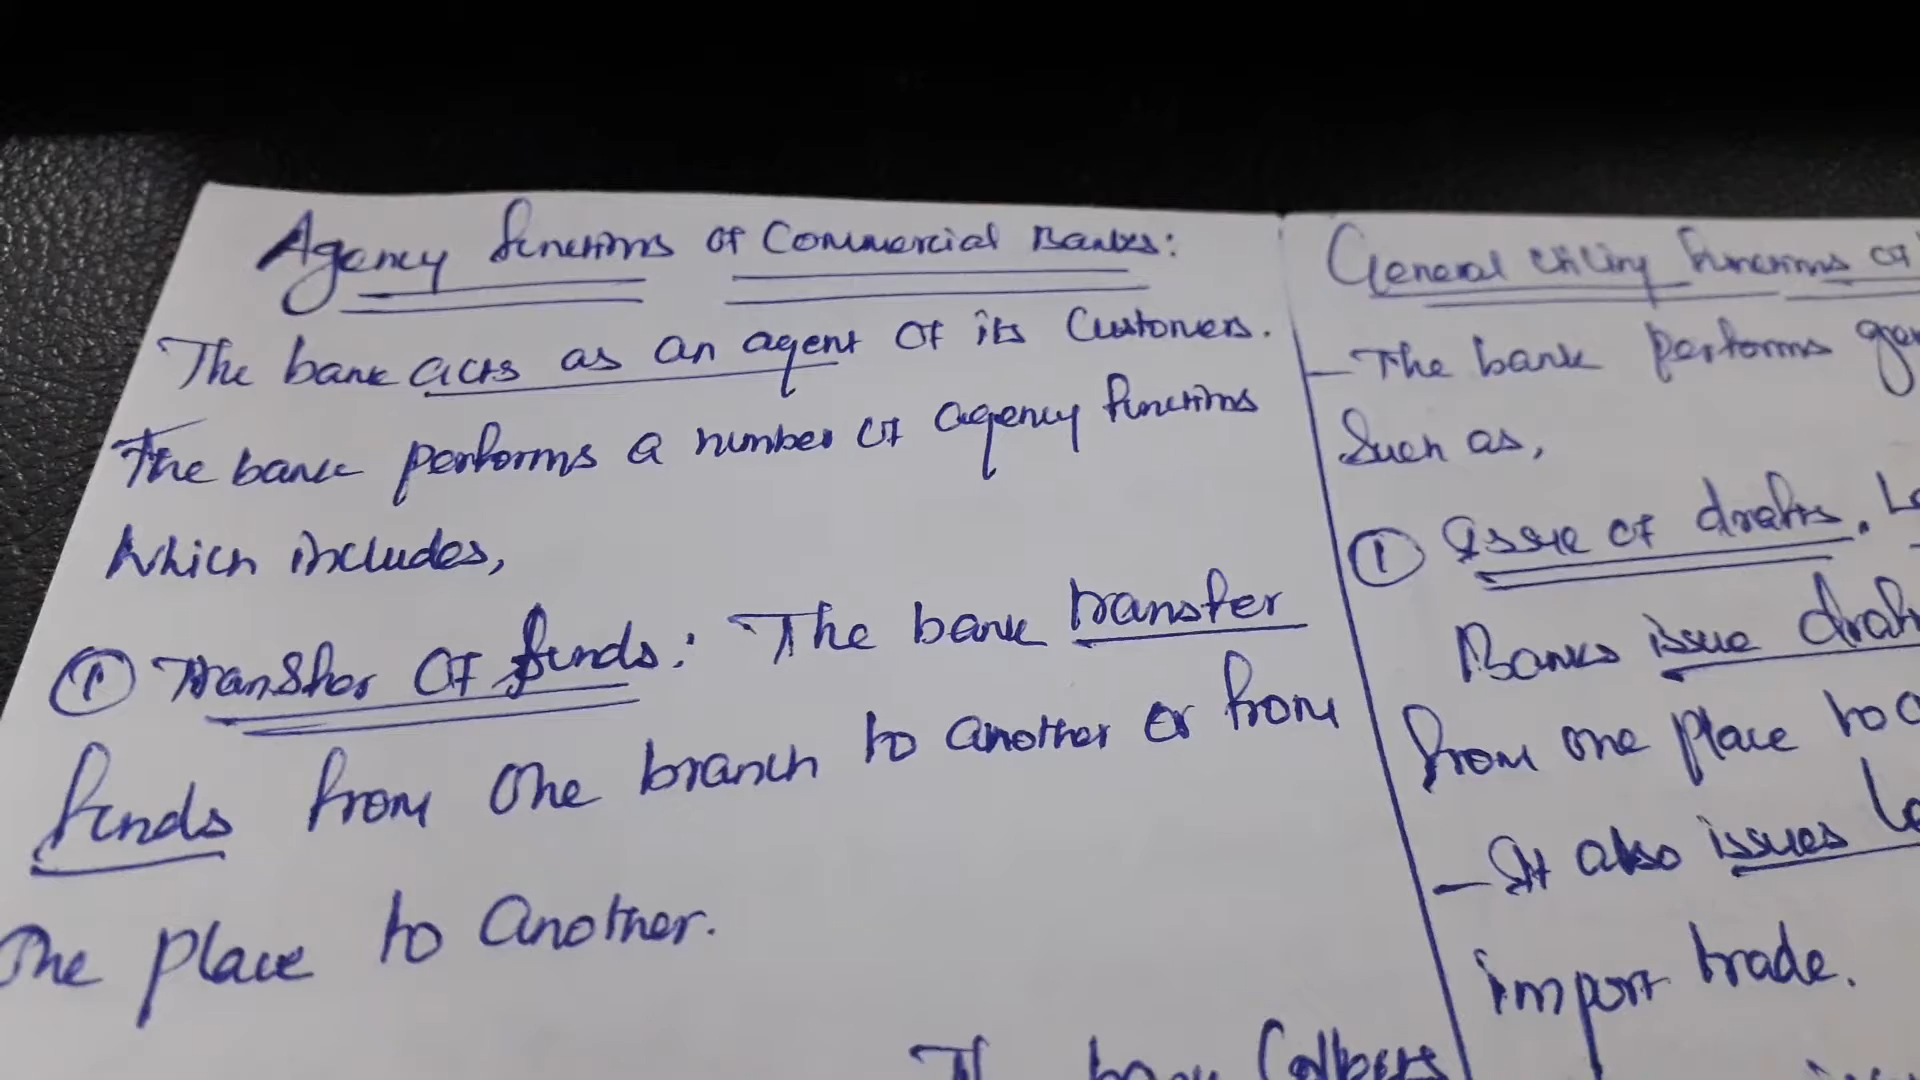 Agency functions of Commercial Banks:
The bank acts as an agent of its Customers.
The bank performs a number of agency functions
which includes,
① Transfer of funds: The bank transfer
funds from one branch to another or from
one place to another.
The bank Collects
General utility functions of
- The bank performs
Such as,
① Issue of drafts.
Banks issue
from one place to
- It also issues
import trade.